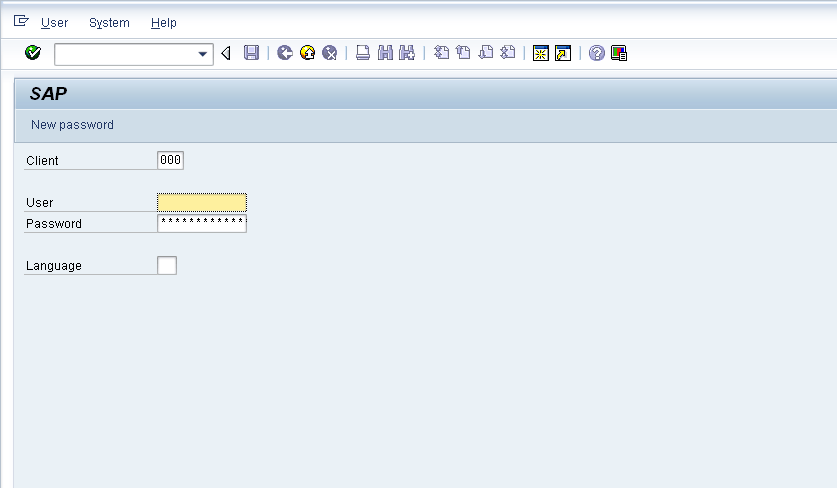 User System Help
SAP
New password
Client 000
User
Password ************
Language